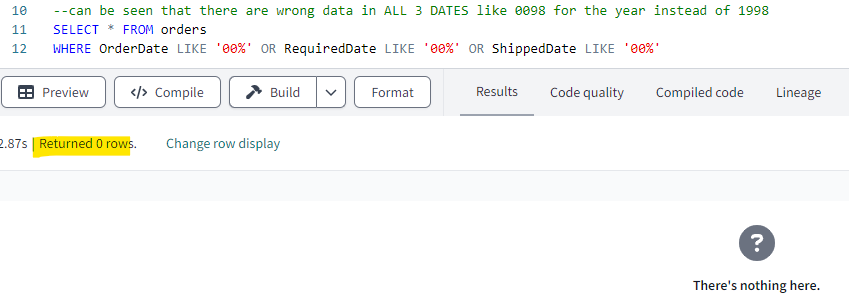 10 --can be seen that there are wrong data in ALL 3 DATES like 0098 for the year instead of 1998
11 SELECT * FROM orders
12 WHERE OrderDate LIKE '00%' OR RequiredDate LIKE '00%' OR ShippedDate LIKE '00%'
Preview </> Compile Build Format Results Code quality Compiled code Lineage
2.87s | Returned 0 rows. Change row display
?
There's nothing here.